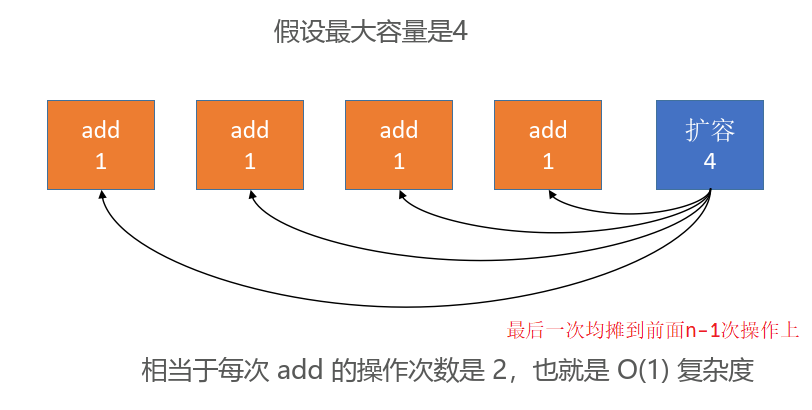 假设最大容量是4
add
1
add
1
add
1
add
1
扩容
4
最后一次均摊到前面n-1次操作上
相当于每次 add 的操作次数是 2，也就是 O(1) 复杂度